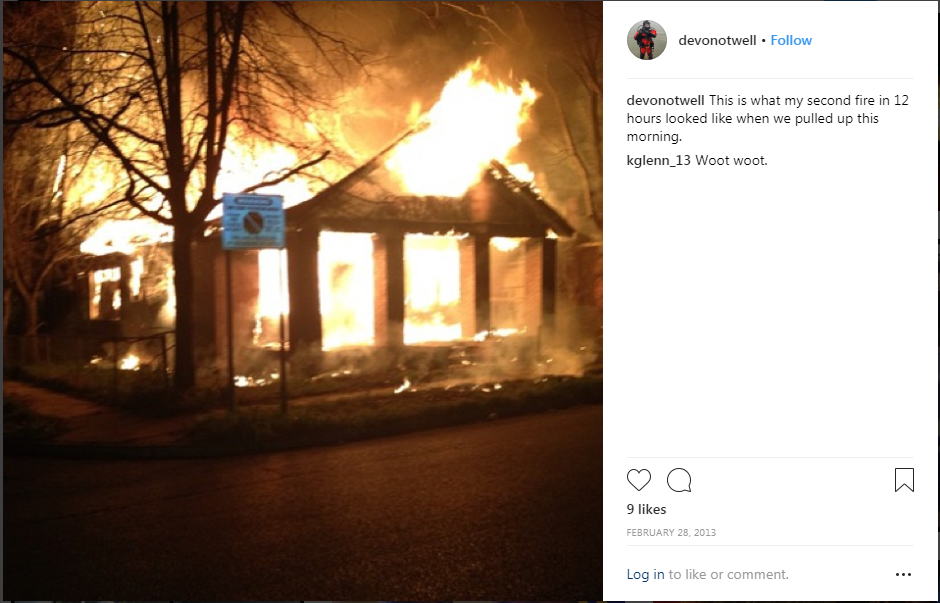 devonotwell • Follow
devonotwell This is what my second fire in 12
hours looked like when we pulled up this
morning.
kglenn_13 Woot woot.
9 likes
FEBRUARY 28, 2013
Log in to like or comment.